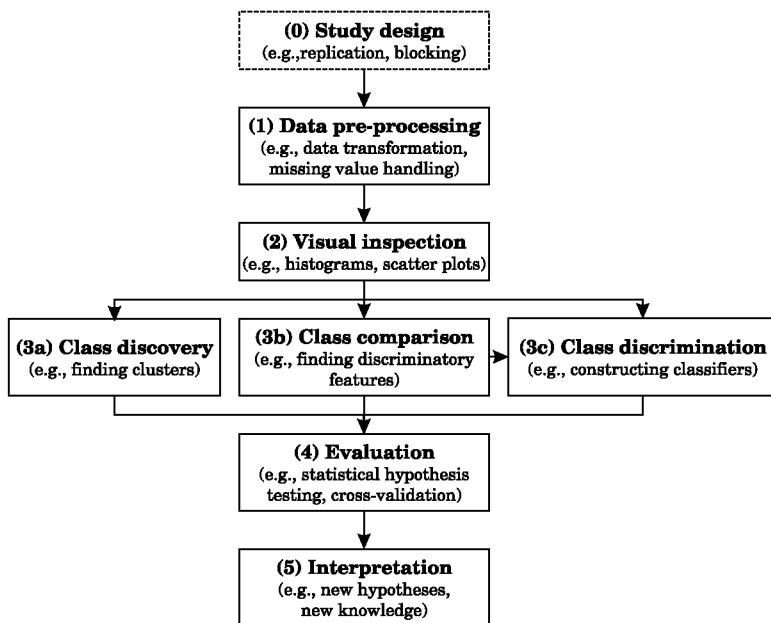 (0) Study design
(e.g.,replication, blocking)
(1) Data pre-processing
(e.g., data transformation,
missing value handling)
(2) Visual inspection
(e.g., histograms, scatter plots)
(3a) Class discovery
(e.g., finding clusters)
(3b) Class comparison
(e.g., finding discriminatory
features)
(3c) Class discrimination
(e.g., constructing classifiers)
(4) Evaluation
(e.g., statistical hypothesis
testing, cross-validation)
(5) Interpretation
(e.g., new hypotheses,
new knowledge)